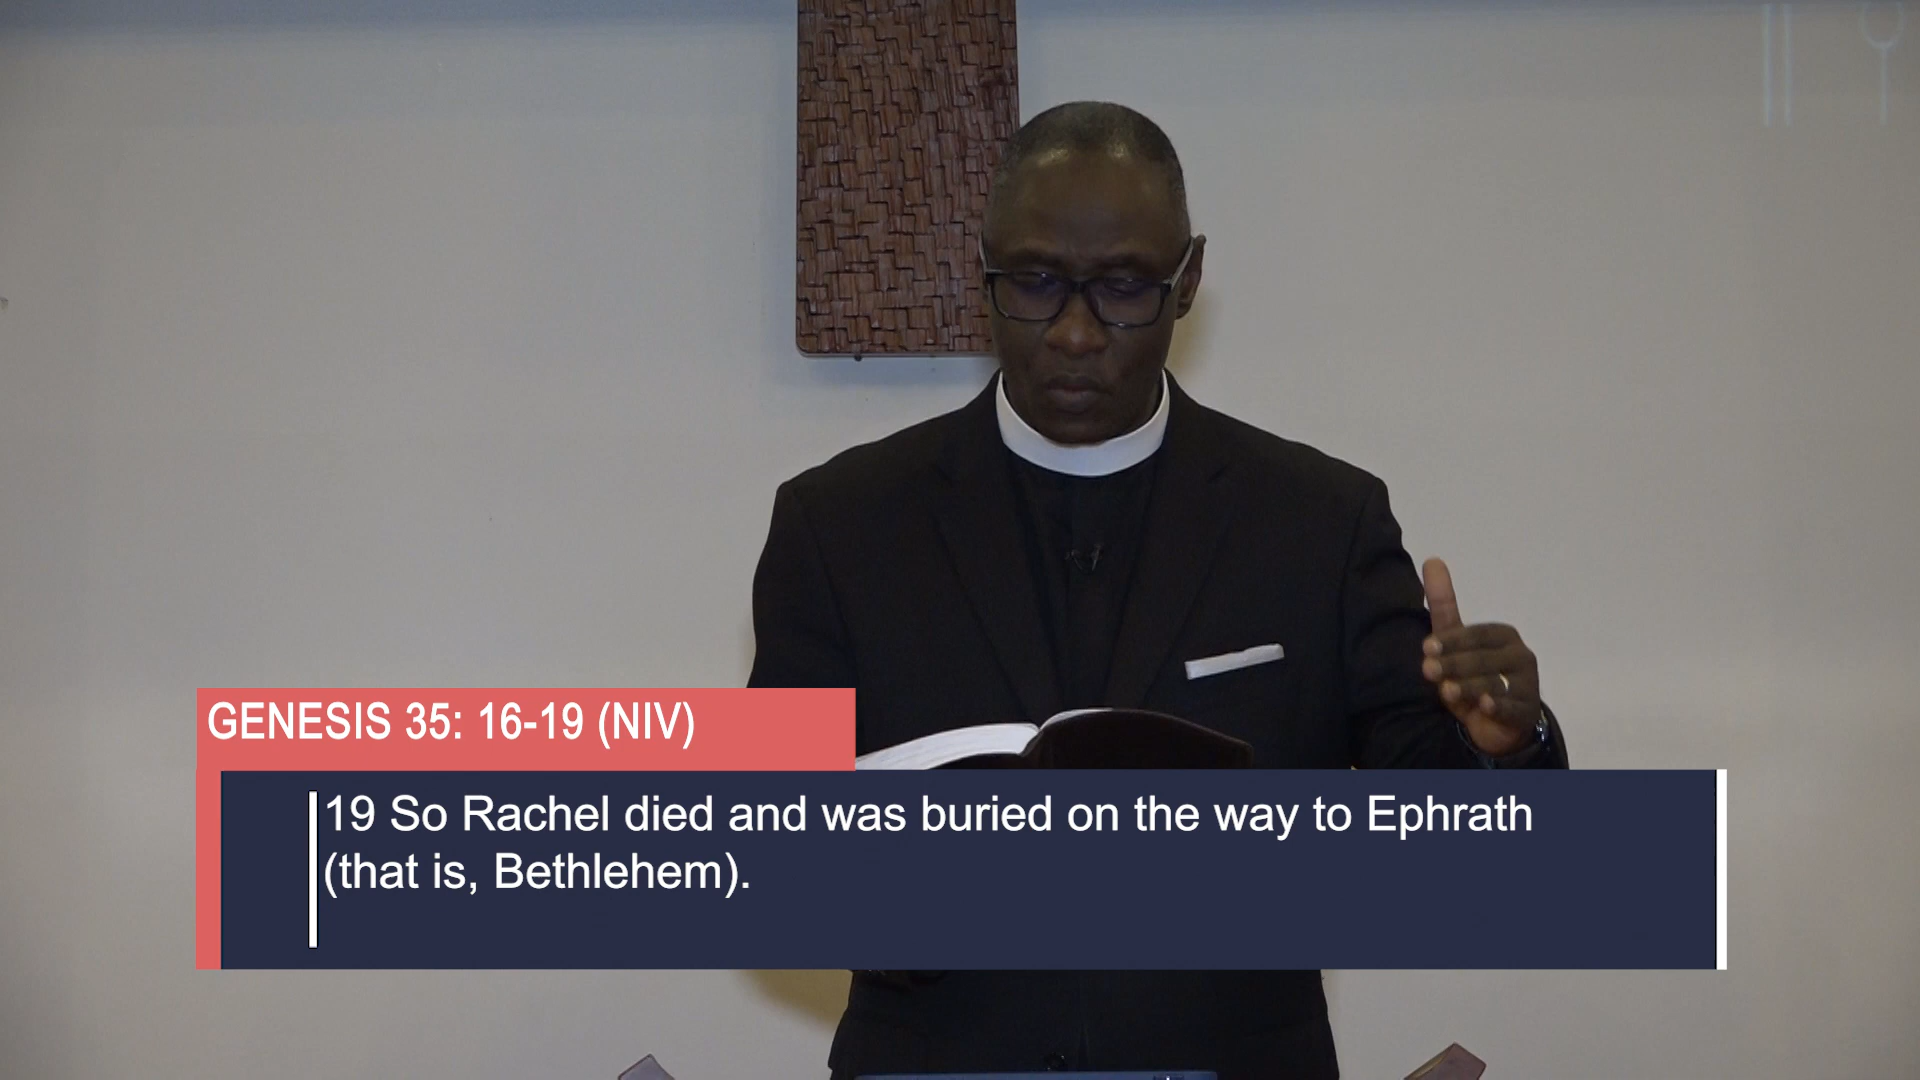 GENESIS 35: 16-19 (NIV)
19 So Rachel died and was buried on the way to Ephrath
(that is, Bethlehem).